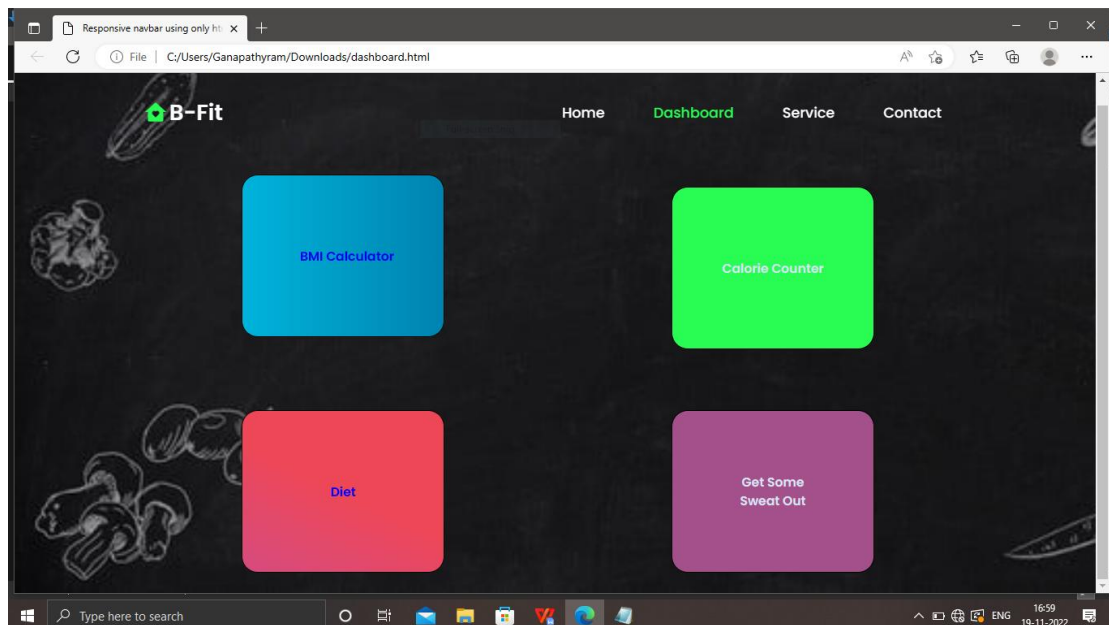 Responsive navbar using only ht
File
C:/Users/Ganapathyram/Downloads/dashboard.html
B-Fit
Home
Dashboard
Service
Contact
BMI Calculator
Calorie Counter
Diet
Get Some
Sweat Out
Type here to search
ENG
16:59
19-11-2022